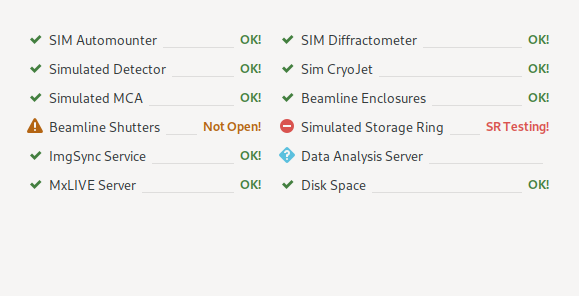 SIM Automounter OK! SIM Diffractometer OK!
Simulated Detector OK! Sim CryoJet OK!
Simulated MCA OK! Beamline Enclosures OK!
Beamline Shutters Not Open! Simulated Storage Ring SR Testing!
ImgSync Service OK! Data Analysis Server
MxLIVE Server OK! Disk Space OK!